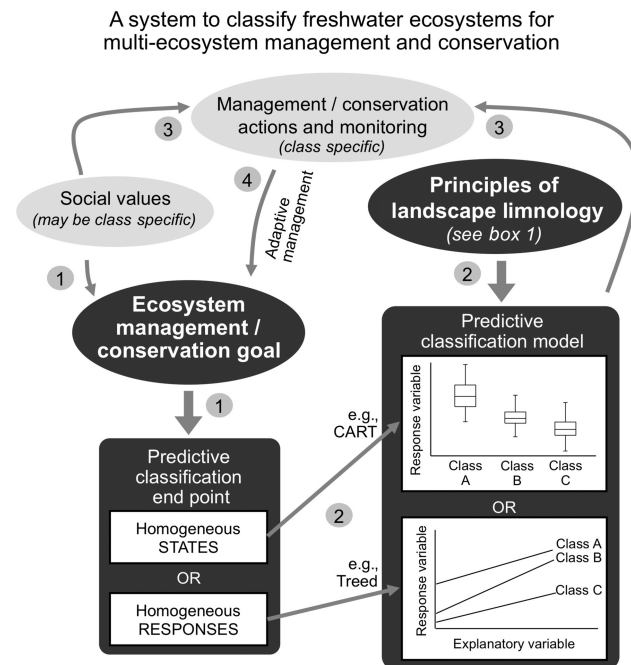 A system to classify freshwater ecosystems for
multi-ecosystem management and conservation
Management / conservation
actions and monitoring
(class specific)
3
3
4
Social values
(may be class specific)
Adaptive
management
Principles of
landscape limnology
(see box 1)
1
2
Ecosystem
management /
conservation goal
1
Predictive
classification
end point
Homogeneous
STATES
OR
Homogeneous
RESPONSES
e.g.,
CART
2
e.g.,
Treed
Predictive
classification model
Response variable
Class
A
Class
B
Class
C
OR
Response variable
Class A
Class B
Class C
Explanatory variable